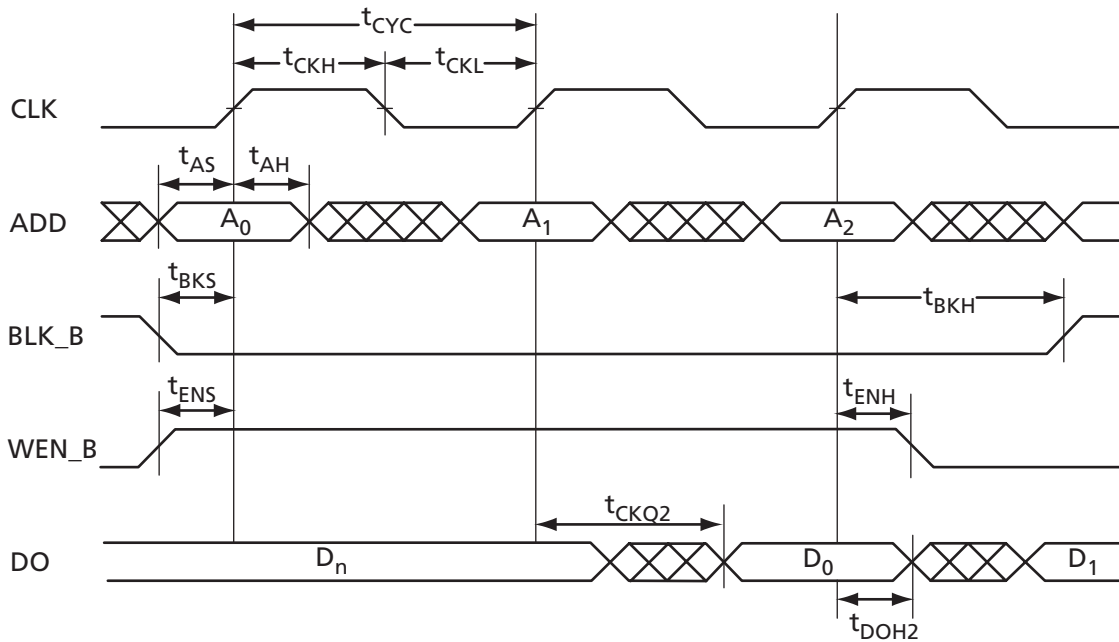 tCYC
tCKH tCKL
CLK
tAS tAH
ADD A0 A1 A2
tBKS tBKH
BLK_B
tENS tENH
WEN_B
tCKQ2
DO Dn D0 D1
tDOH2